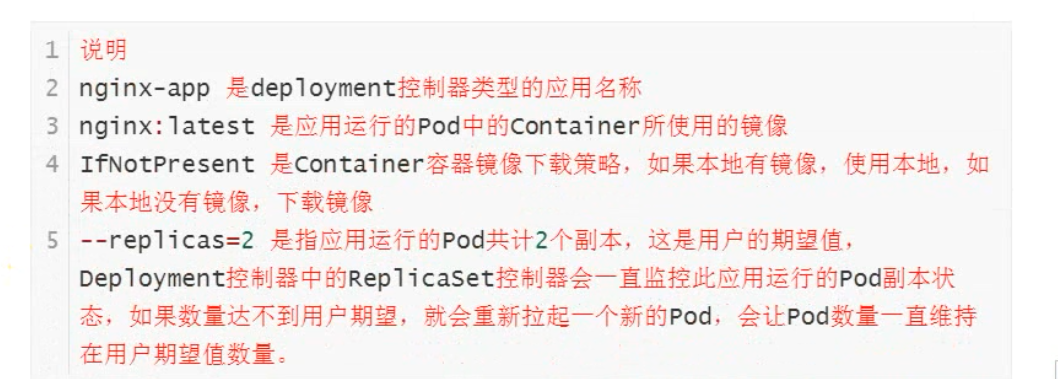 1 说明
2 nginx-app 是deployment控制器类型的应用名称
3 nginx:latest 是应用运行的Pod中的Container所使用的镜像
4 IfNotPresent 是Container容器镜像下载策略，如果本地有镜像，使用本地，如
果本地没有镜像，下载镜像
5 --replicas=2 是指应用运行的Pod共计2个副本，这是用户的期望值，
Deployment控制器中的ReplicaSet控制器会一直监控此应用运行的Pod副本状
态，如果数量达不到用户期望，就会重新拉起一个新的Pod，会让Pod数量一直维持
在用户期望值数量。